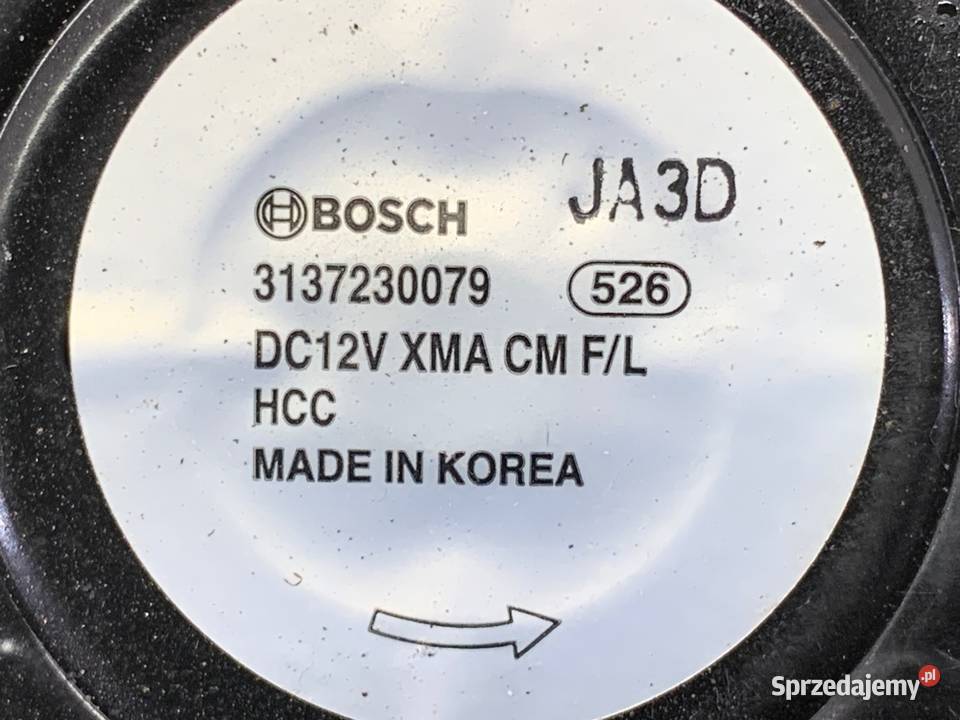 BOSCH JA3D
3137230079 526
DC12V XMA CM F/L
HCC
MADE IN KOREA
Sprzedajemy.pl